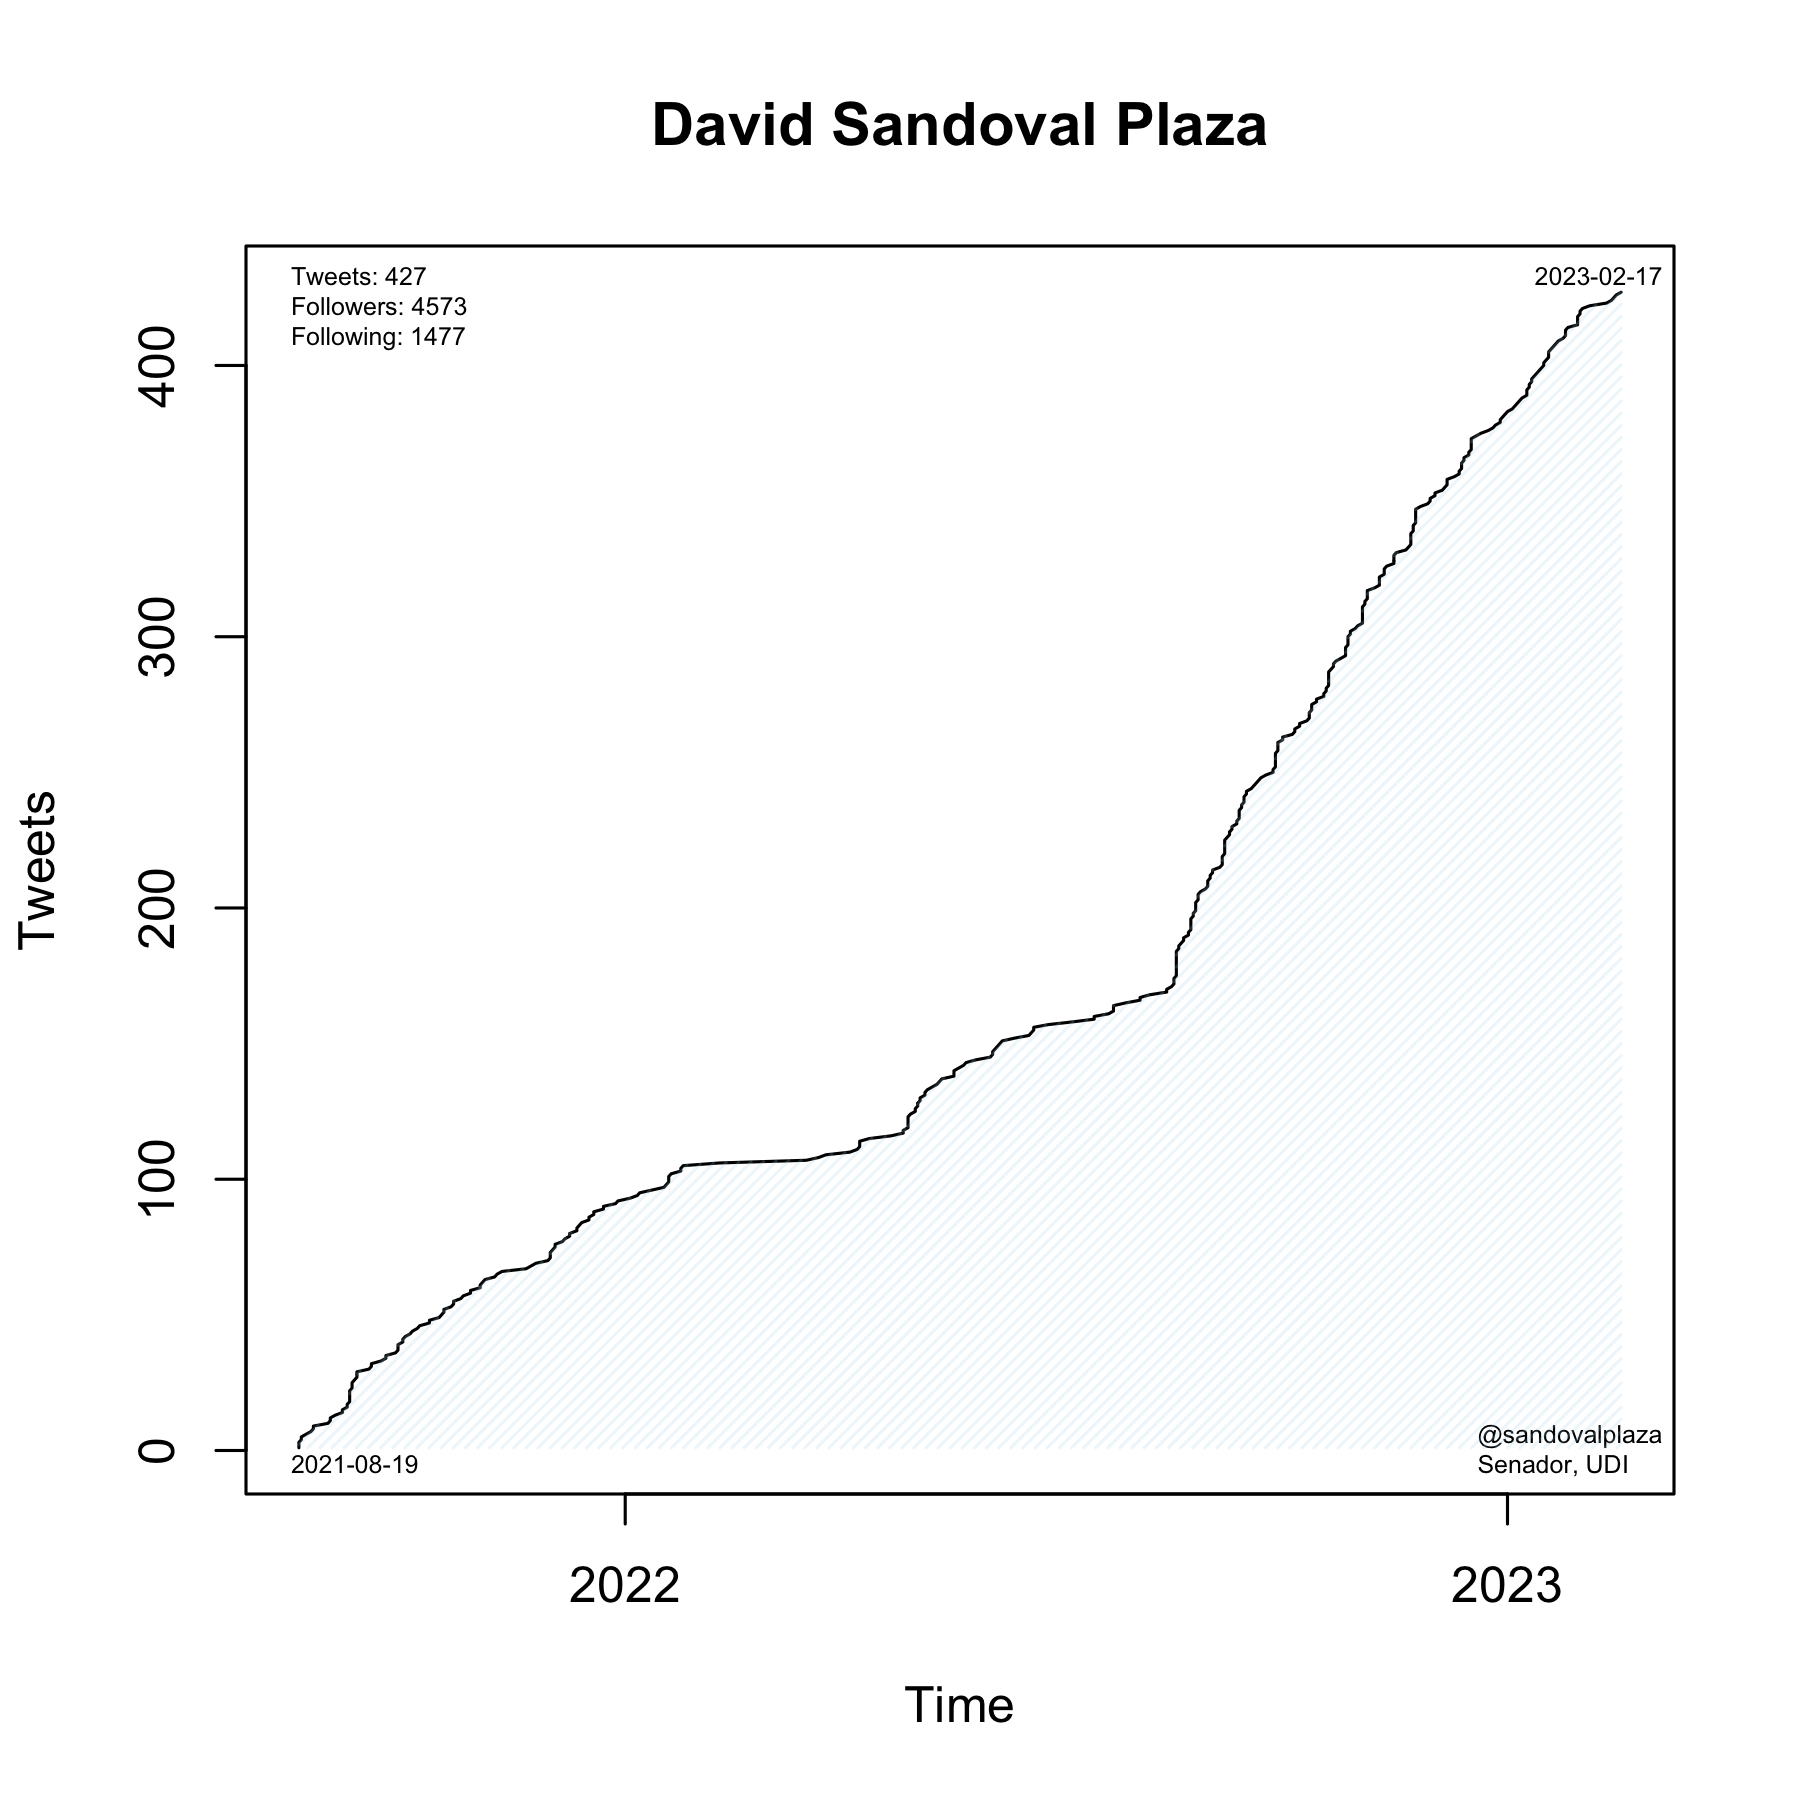 David Sandoval Plaza
Tweets: 427
Followers: 4573
Following: 1477
2023-02-17
400
300
200
100
0
Tweets
2021-08-19
@sandovalplaza
Senador, UDI
2022
2023
Time